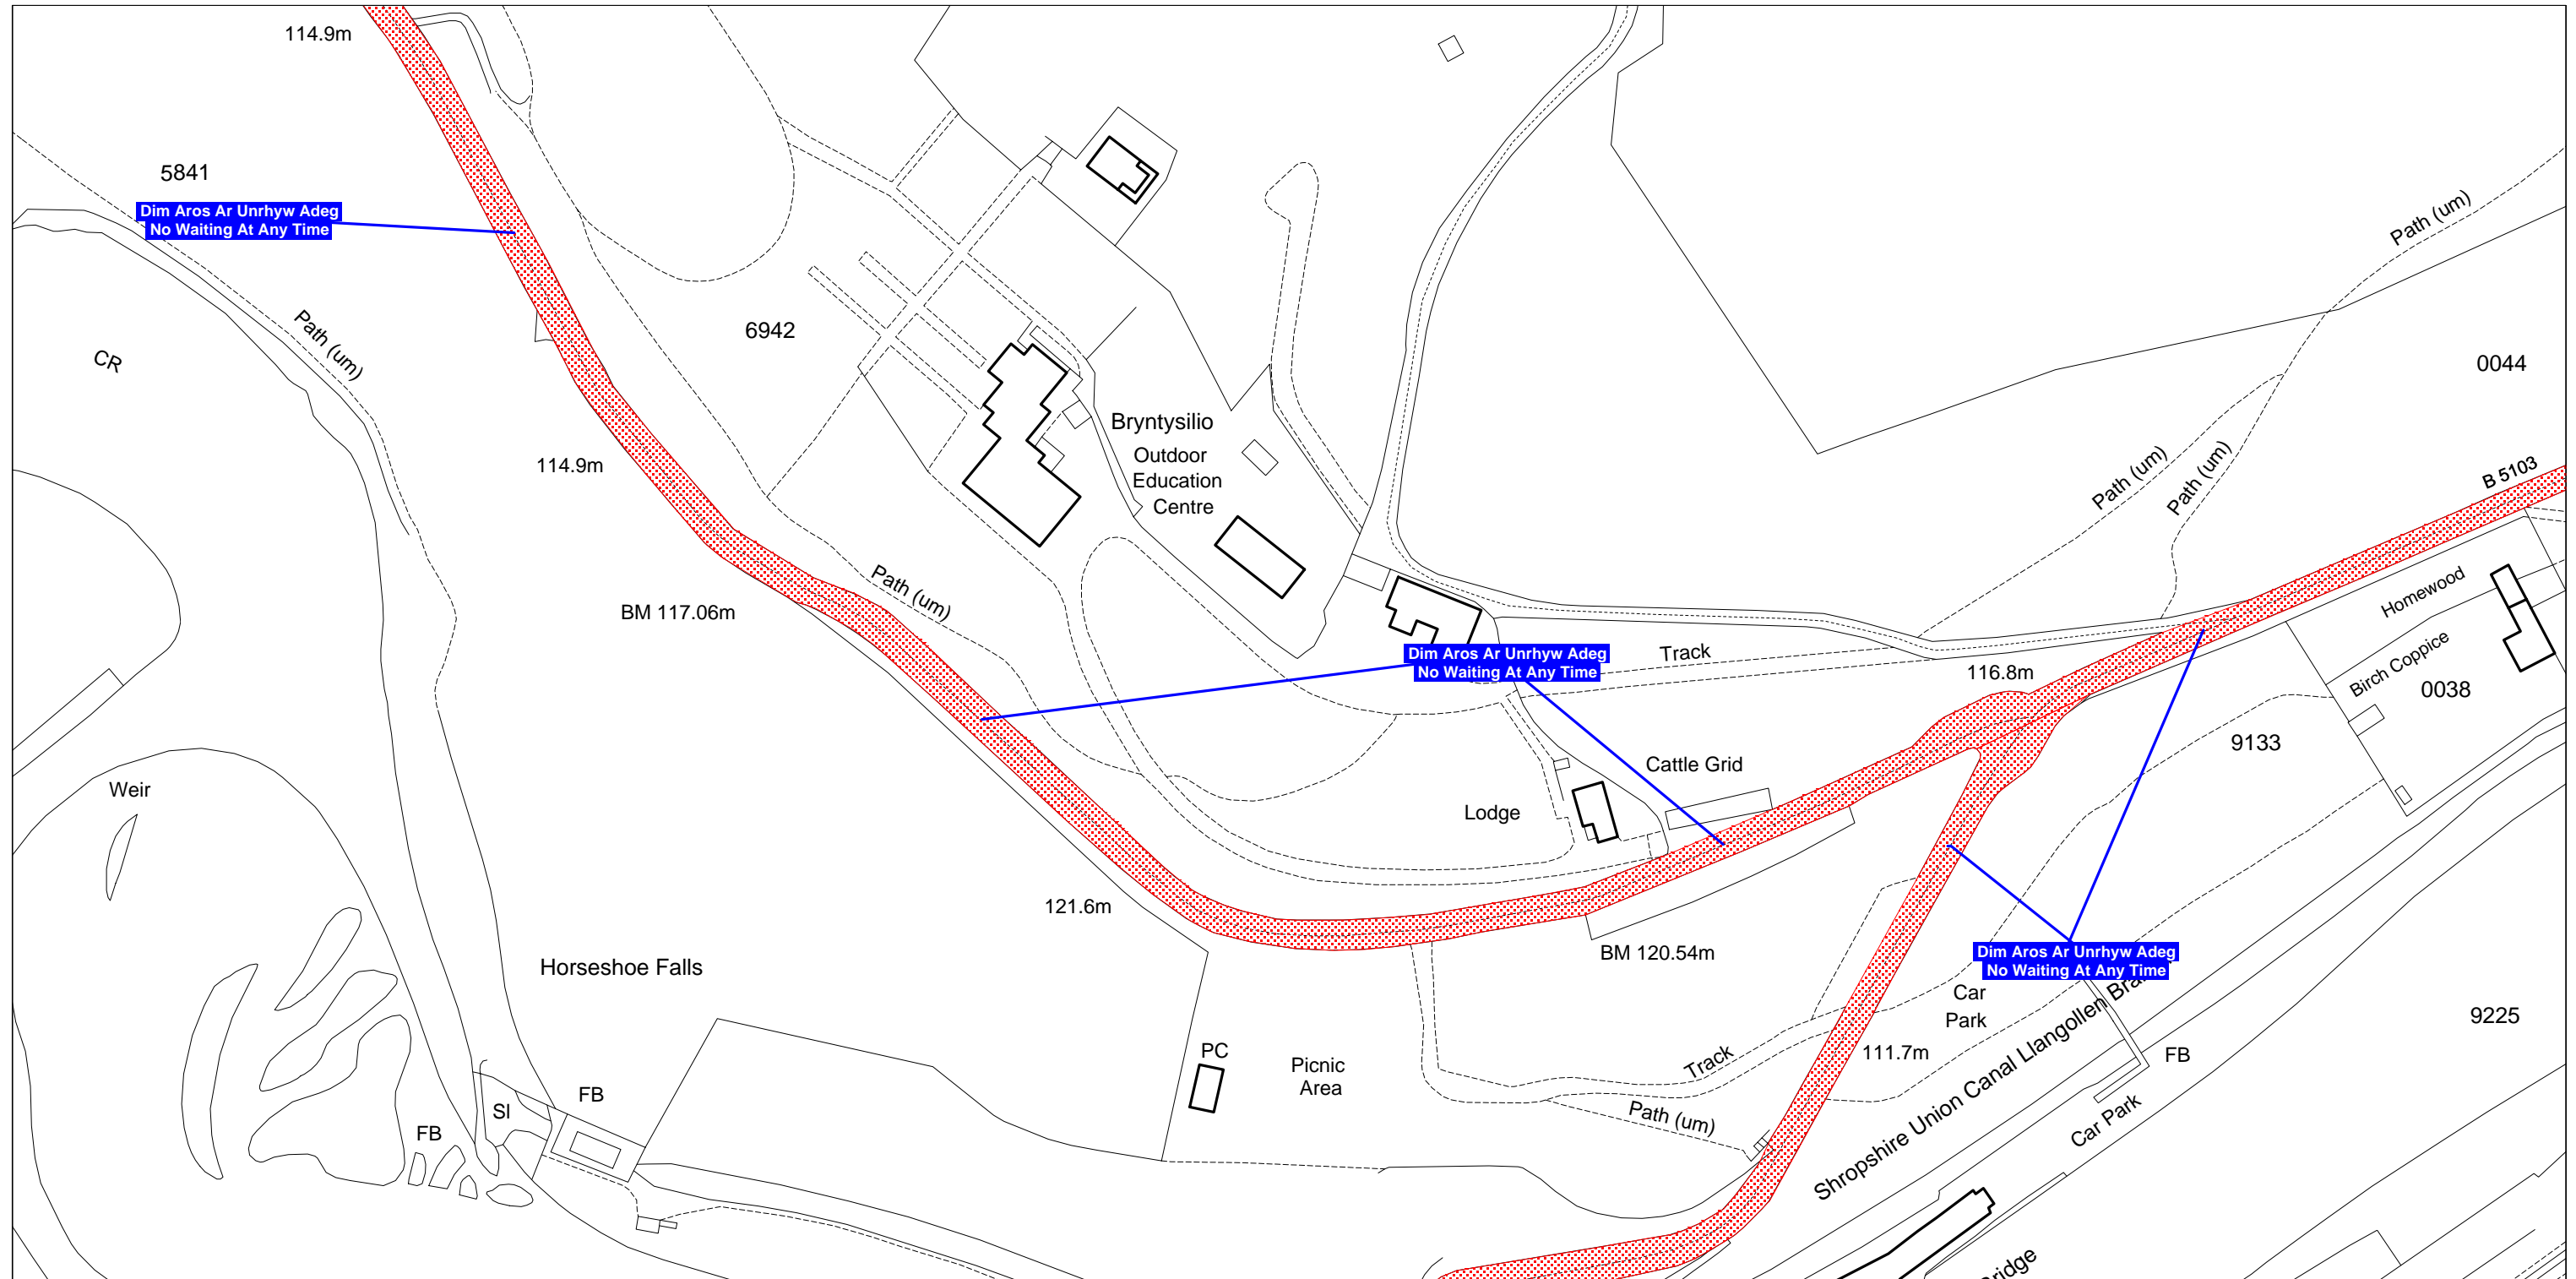 114.9m
5841
Dim Aros Ar Unrhyw Adeg
No Waiting At Any Time
Path (um)
Path (um)
CR
6942
0044
Bryntysilio
Outdoor
Education
Centre
114.9m
Path (um)
Path (um)
B 5103
Path (um)
BM 117.06m
Homewood
Dim Aros Ar Unrhyw Adeg
No Waiting At Any Time
Track
116.8m
Birch Coppice
0038
9133
Weir
Cattle Grid
Lodge
121.6m
BM 120.54m
Dim Aros Ar Unrhyw Adeg
No Waiting At Any Time
Horseshoe Falls
Car
Park
9225
PC
Picnic
Area
Track
111.7m
FB
Shropshire Union Canal Llangollen
FB
SI
FB
Path (um)
Car Park